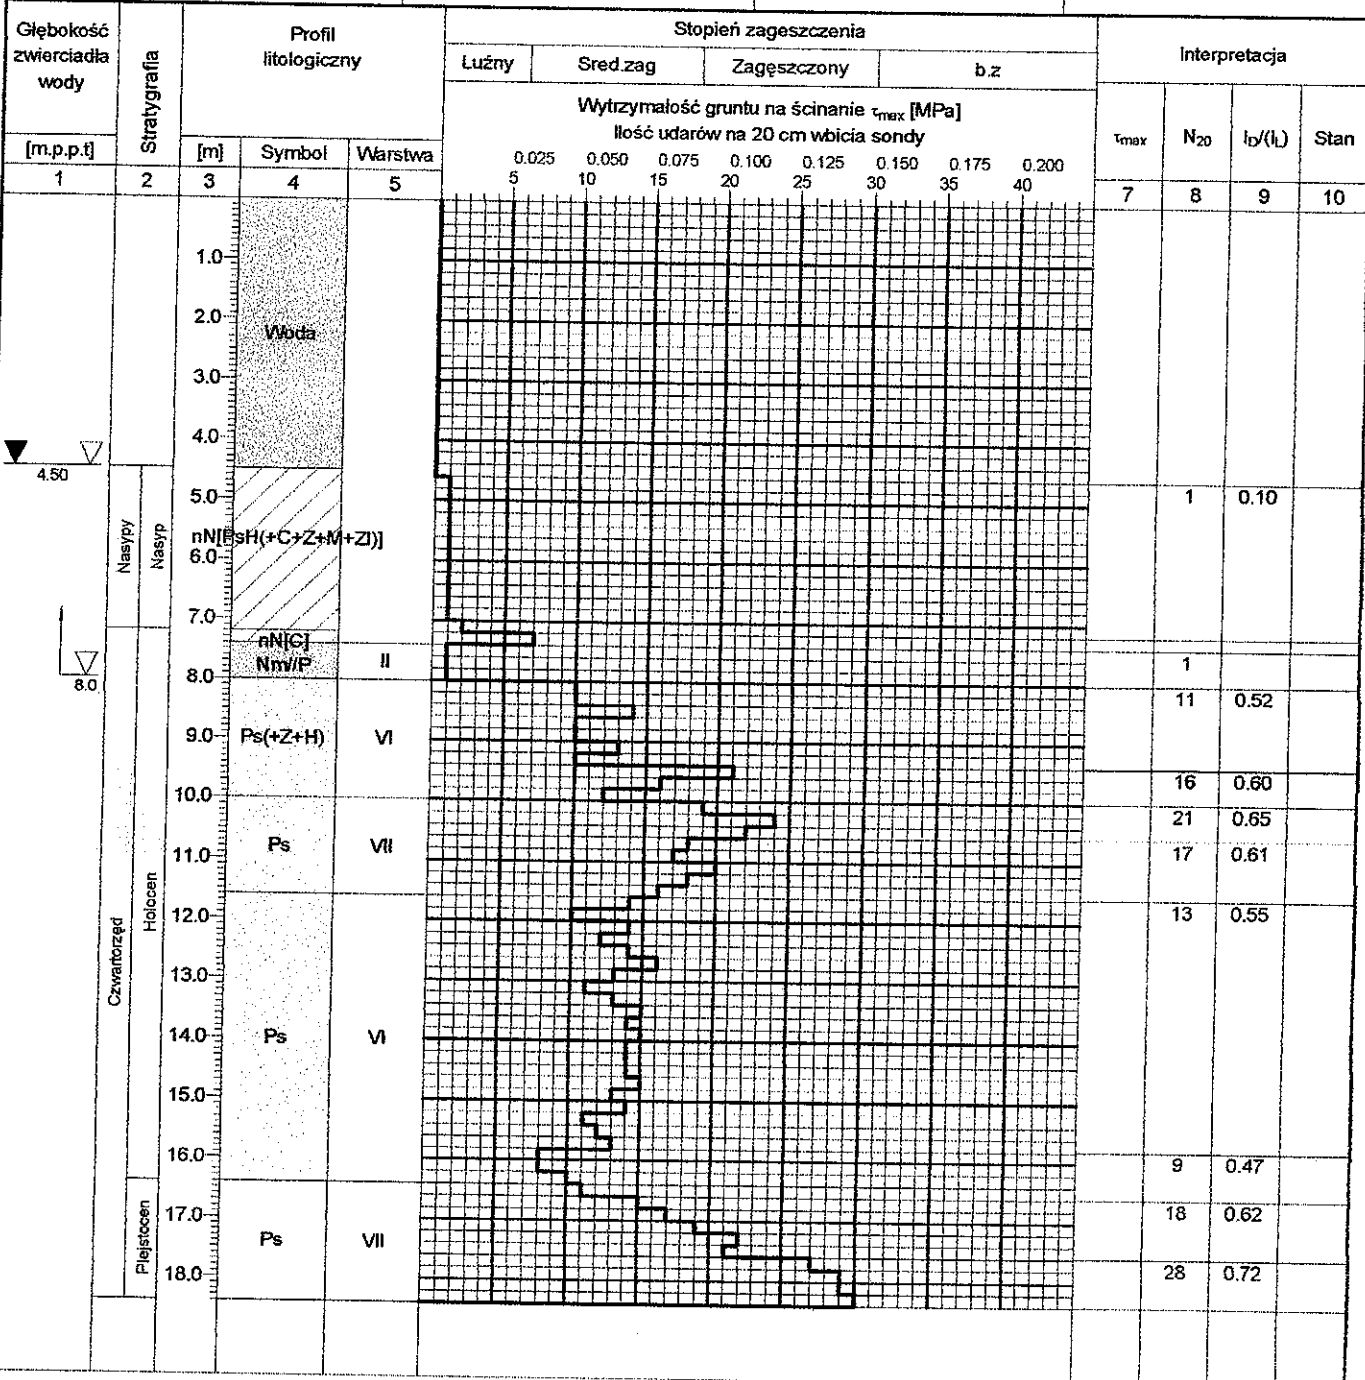 Głębokość zwierciadła wody
Stratygrafia
Profil litologiczny
Stopień zagęszczenia
Interpretacja
Luźny Sred.zag Zagęszczony b.z
Wytrzymałość gruntu na ścinanie τmax [MPa]
Ilość udarów na 20 cm wbicia sondy
[m.p.p.t] [m] Symbol Warstwa
τmax N20 ID/(IL) Stan
0.025 0.050 0.075 0.100 0.125 0.150 0.175 0.200
5 10 15 20 25 30 35 40
1 2 3 4 5 7 8 9 10
1.0
2.0
Woda
3.0
4.0
4.50
5.0 1 0.10
Nasypy Nasyp
nN[PsH(+C+Z+M+Zl)]
6.0
7.0
nN[C]
Nm//P II 1
8.0
8.0
11 0.52
9.0 Ps(+Z+H) VI
16 0.60
10.0
21 0.65
Ps VII
11.0 17 0.61
12.0 13 0.55
Czwartorzęd Holocen
13.0
14.0 Ps VI
15.0
16.0 9 0.47
17.0 18 0.62
Plejstocen
Ps VII
18.0 28 0.72